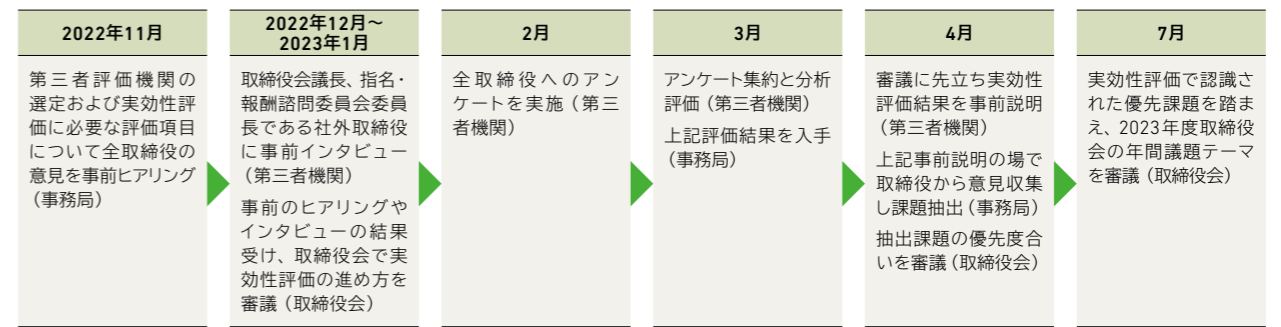 2022年11月
第三者評価機関の
選定および実効性評
価に必要な評価項目
について全取締役の
意見を事前ヒアリング
（事務局）
2022年12月～
2023年1月
取締役会議長、指名・
報酬諮問委員会委員
長である社外取締役
に事前インタビュー
（第三者機関）
事前のヒアリングや
インタビューの結果
受け、取締役会で実
効性評価の進め方を
審議（取締役会）
2月
全取締役へのアン
ケートを実施（第三
者機関）
3月
アンケート集約と分析
評価（第三者機関）
上記評価結果を入手
（事務局）
4月
審議に先立ち実効性
評価結果を事前説明
（第三者機関）
上記事前説明の場で
取締役から意見収集
し課題抽出（事務局）
抽出課題の優先度合
いを審議（取締役会）
7月
実効性評価で認識さ
れた優先課題を踏ま
え、2023年度取締役
会の年間議題テーマ
を審議（取締役会）